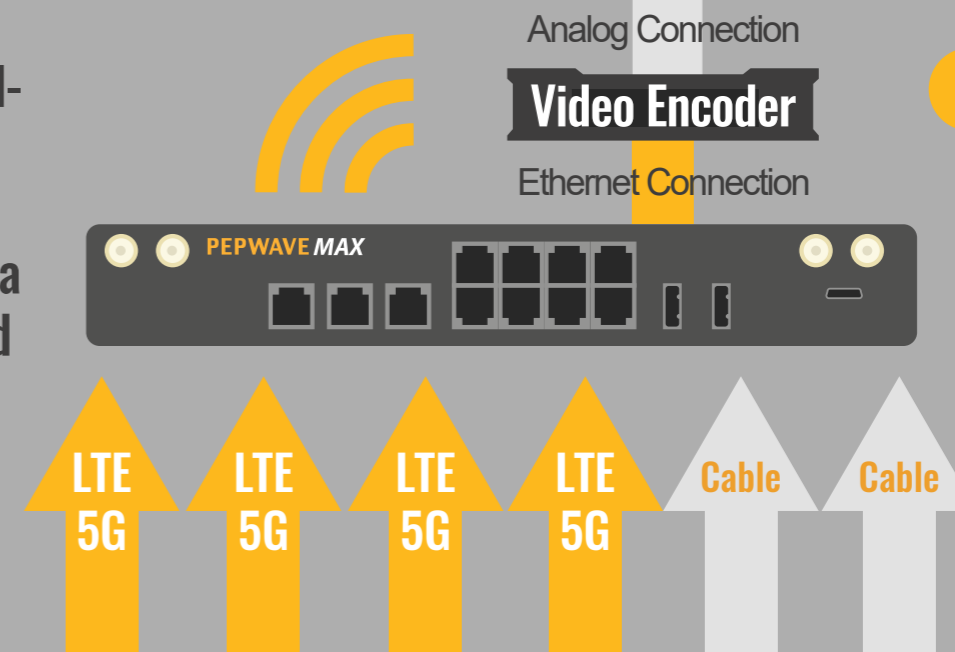 Analog Connection
Video Encoder
Ethernet Connection
PEPWAVE MAX
a
LTE
5G
LTE
5G
LTE
5G
LTE
5G
Cable
Cable